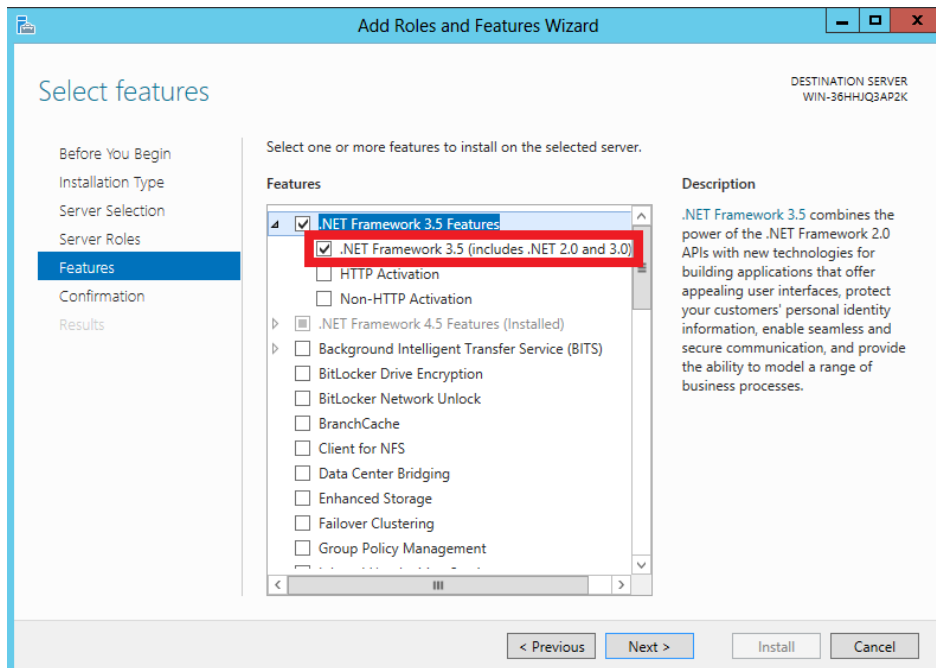 Add Roles and Features Wizard
Select features
DESTINATION SERVER
WIN-36HHJQ3AP2K
Before You Begin
Installation Type
Server Selection
Server Roles
Features
Confirmation
Results
Select one or more features to install on the selected server.
Features
.NET Framework 3.5 Features
.NET Framework 3.5 (includes .NET 2.0 and 3.0)
HTTP Activation
Non-HTTP Activation
.NET Framework 4.5 Features (Installed)
Background Intelligent Transfer Service (BITS)
BitLocker Drive Encryption
BitLocker Network Unlock
BranchCache
Client for NFS
Data Center Bridging
Enhanced Storage
Failover Clustering
Group Policy Management
Description
.NET Framework 3.5 combines the
power of the .NET Framework 2.0
APIs with new technologies for
building applications that offer
appealing user interfaces, protect
your customers' personal identity
information, enable seamless and
secure communication, and provide
the ability to model a range of
business processes.
< Previous
Next >
Install
Cancel